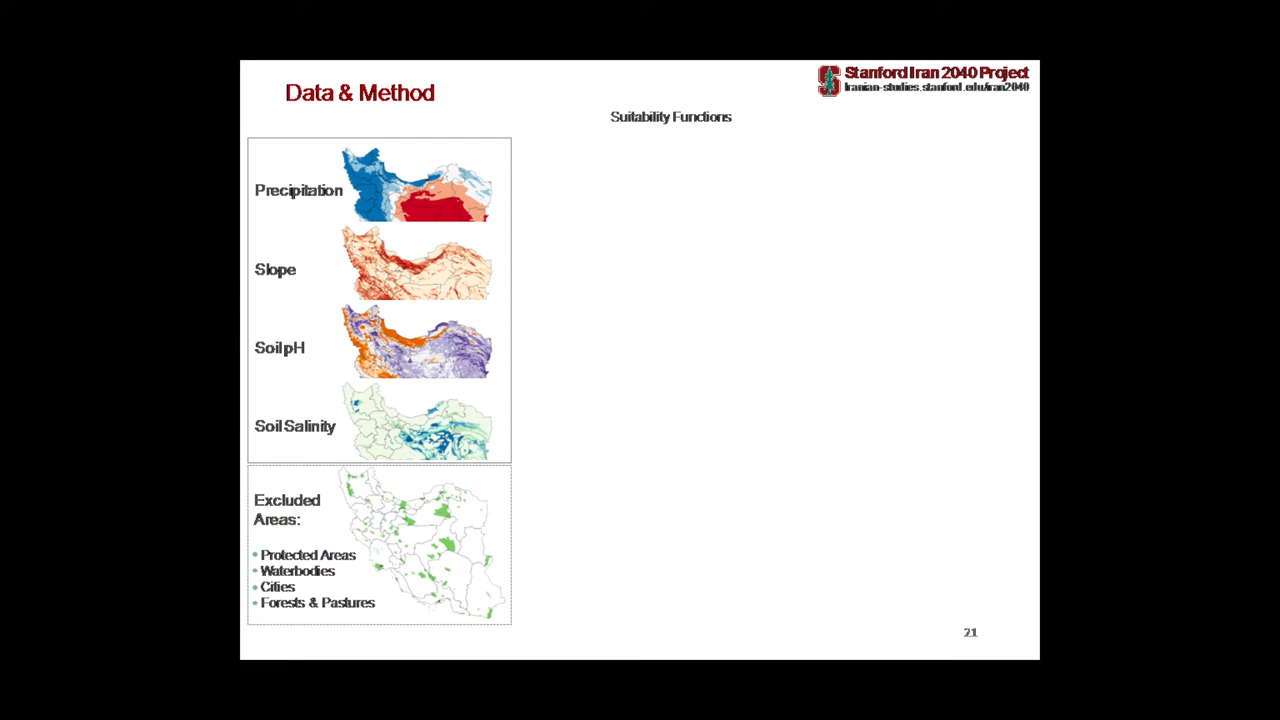 Data & Method
Stanford Iran 2040 Project
Iranian-studies.stanford.edu/iran2040
Suitability Functions
Precipitation
Slope
Soil pH
Soil Salinity
Excluded
Areas:
• Protected Areas
• Waterbodies
• Cities
• Forests & Pastures
21